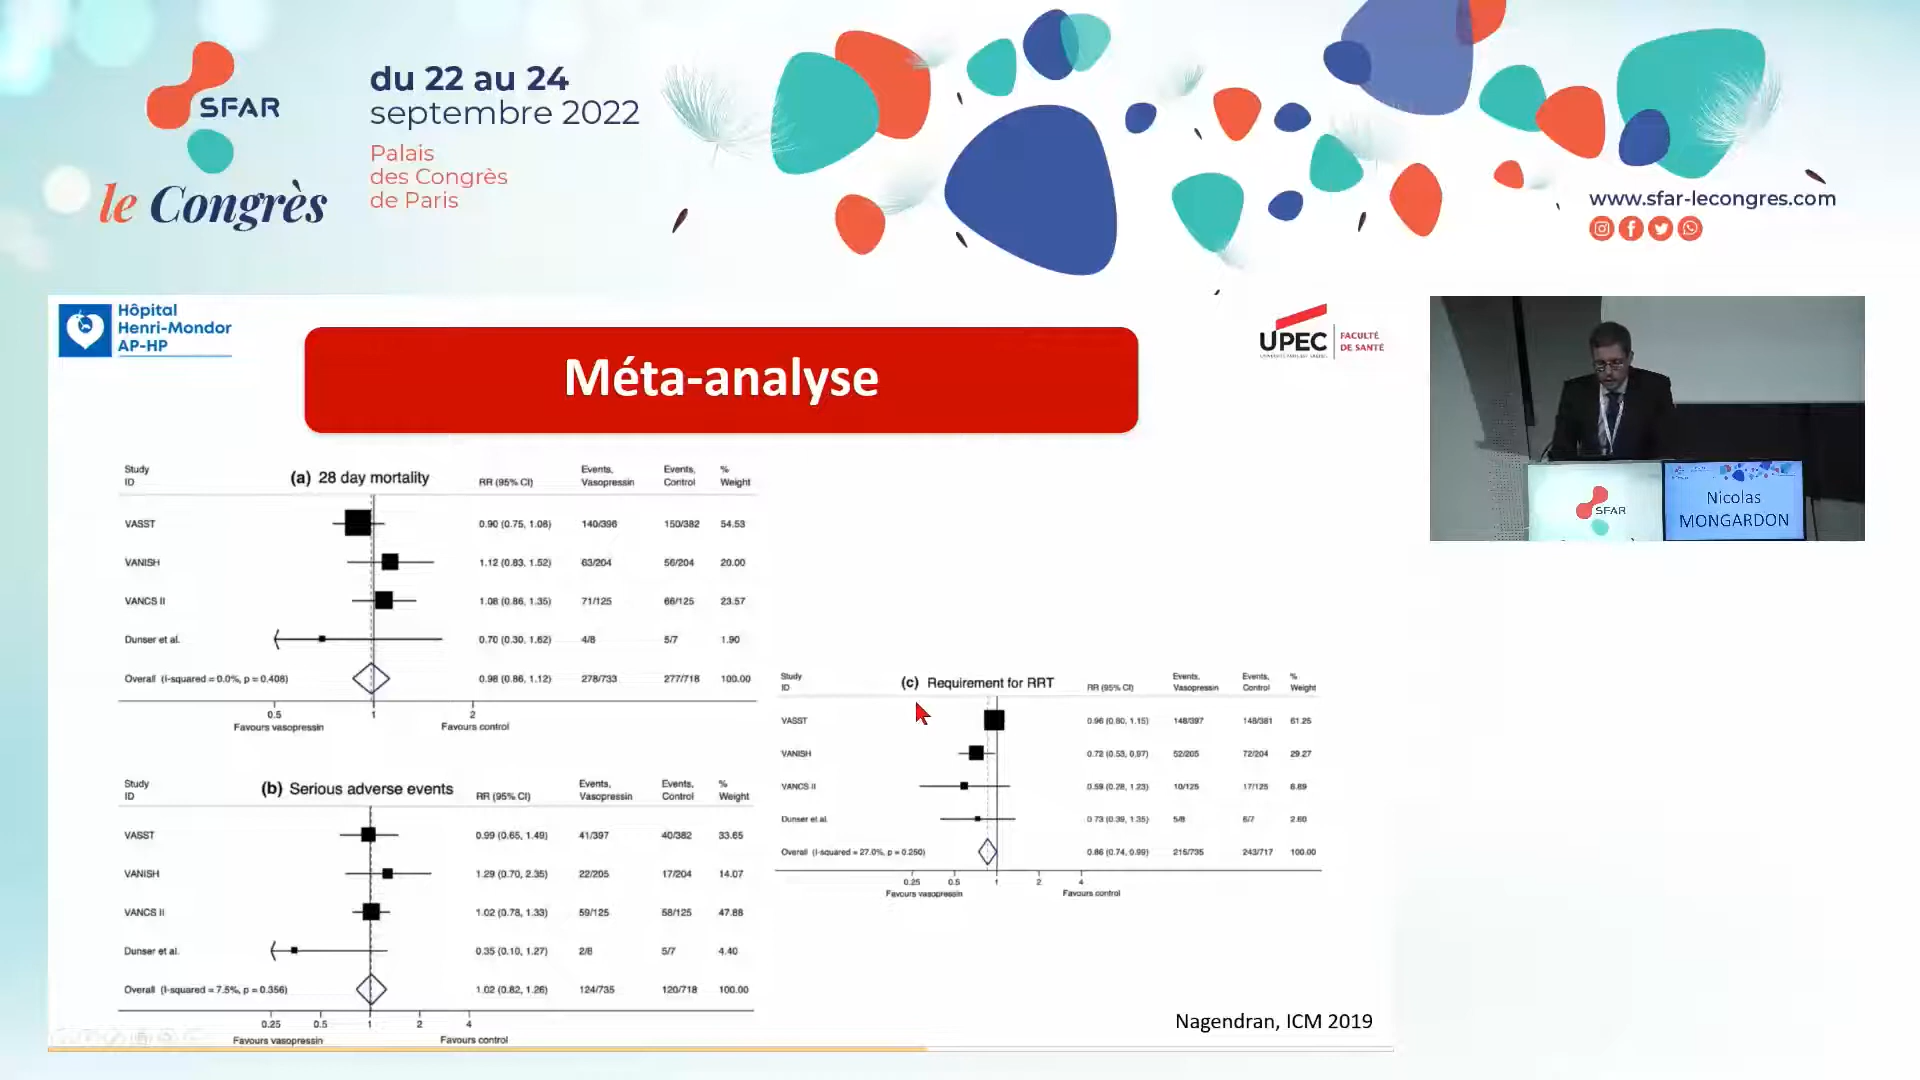 SFAR
le Congrès
du 22 au 24
septembre 2022
Palais
des Congrès
de Paris
www.sfar-lecongres.com
Hôpital
Henri-Mondor
AP-HP
Méta-analyse
UPEC
FACULTÉ
DE SANTÉ
Study ID (a) 28 day mortality RR (95% CI) Events, Vasopressin Events, Control % Weight
VASST 0.90 (0.75, 1.08) 140/396 150/382 54.53
VANISH 1.12 (0.83, 1.52) 63/204 56/204 20.00
VANCS II 1.08 (0.86, 1.35) 71/125 66/125 23.57
Dunser et al. 0.70 (0.30, 1.62) 4/8 5/7 1.90
Overall (I-squared = 0.0%, p = 0.408) 0.98 (0.86, 1.12) 278/733 277/718 100.00
0.5 1 2
Favours vasopressin Favours control
Study ID (b) Serious adverse events RR (95% CI) Events, Vasopressin Events, Control % Weight
VASST 0.99 (0.65, 1.49) 41/397 40/382 33.65
VANISH 1.29 (0.70, 2.35) 22/205 17/204 14.07
VANCS II 1.02 (0.78, 1.33) 59/125 58/125 47.88
Dunser et al. 0.35 (0.10, 1.27) 2/8 5/7 4.40
Overall (I-squared = 7.5%, p = 0.356) 1.02 (0.82, 1.26) 124/735 120/718 100.00
0.25 0.5 1 2 4
Favours vasopressin Favours control
Study ID (c) Requirement for RRT RR (95% CI) Events, Vasopressin Events, Control % Weight
VASST 0.96 (0.80, 1.15) 148/397 148/381 61.25
VANISH 0.72 (0.53, 0.97) 52/205 72/204 29.27
VANCS II 0.59 (0.28, 1.23) 10/125 17/125 6.89
Dunser et al. 0.73 (0.39, 1.35) 5/8 6/7 2.60
Overall (I-squared = 27.0%, p = 0.250) 0.86 (0.74, 0.99) 215/735 243/717 100.00
0.25 0.5 1 2 4
Favours vasopressin Favours control
Nagendran, ICM 2019
SFAR
Nicolas
MONGARDON